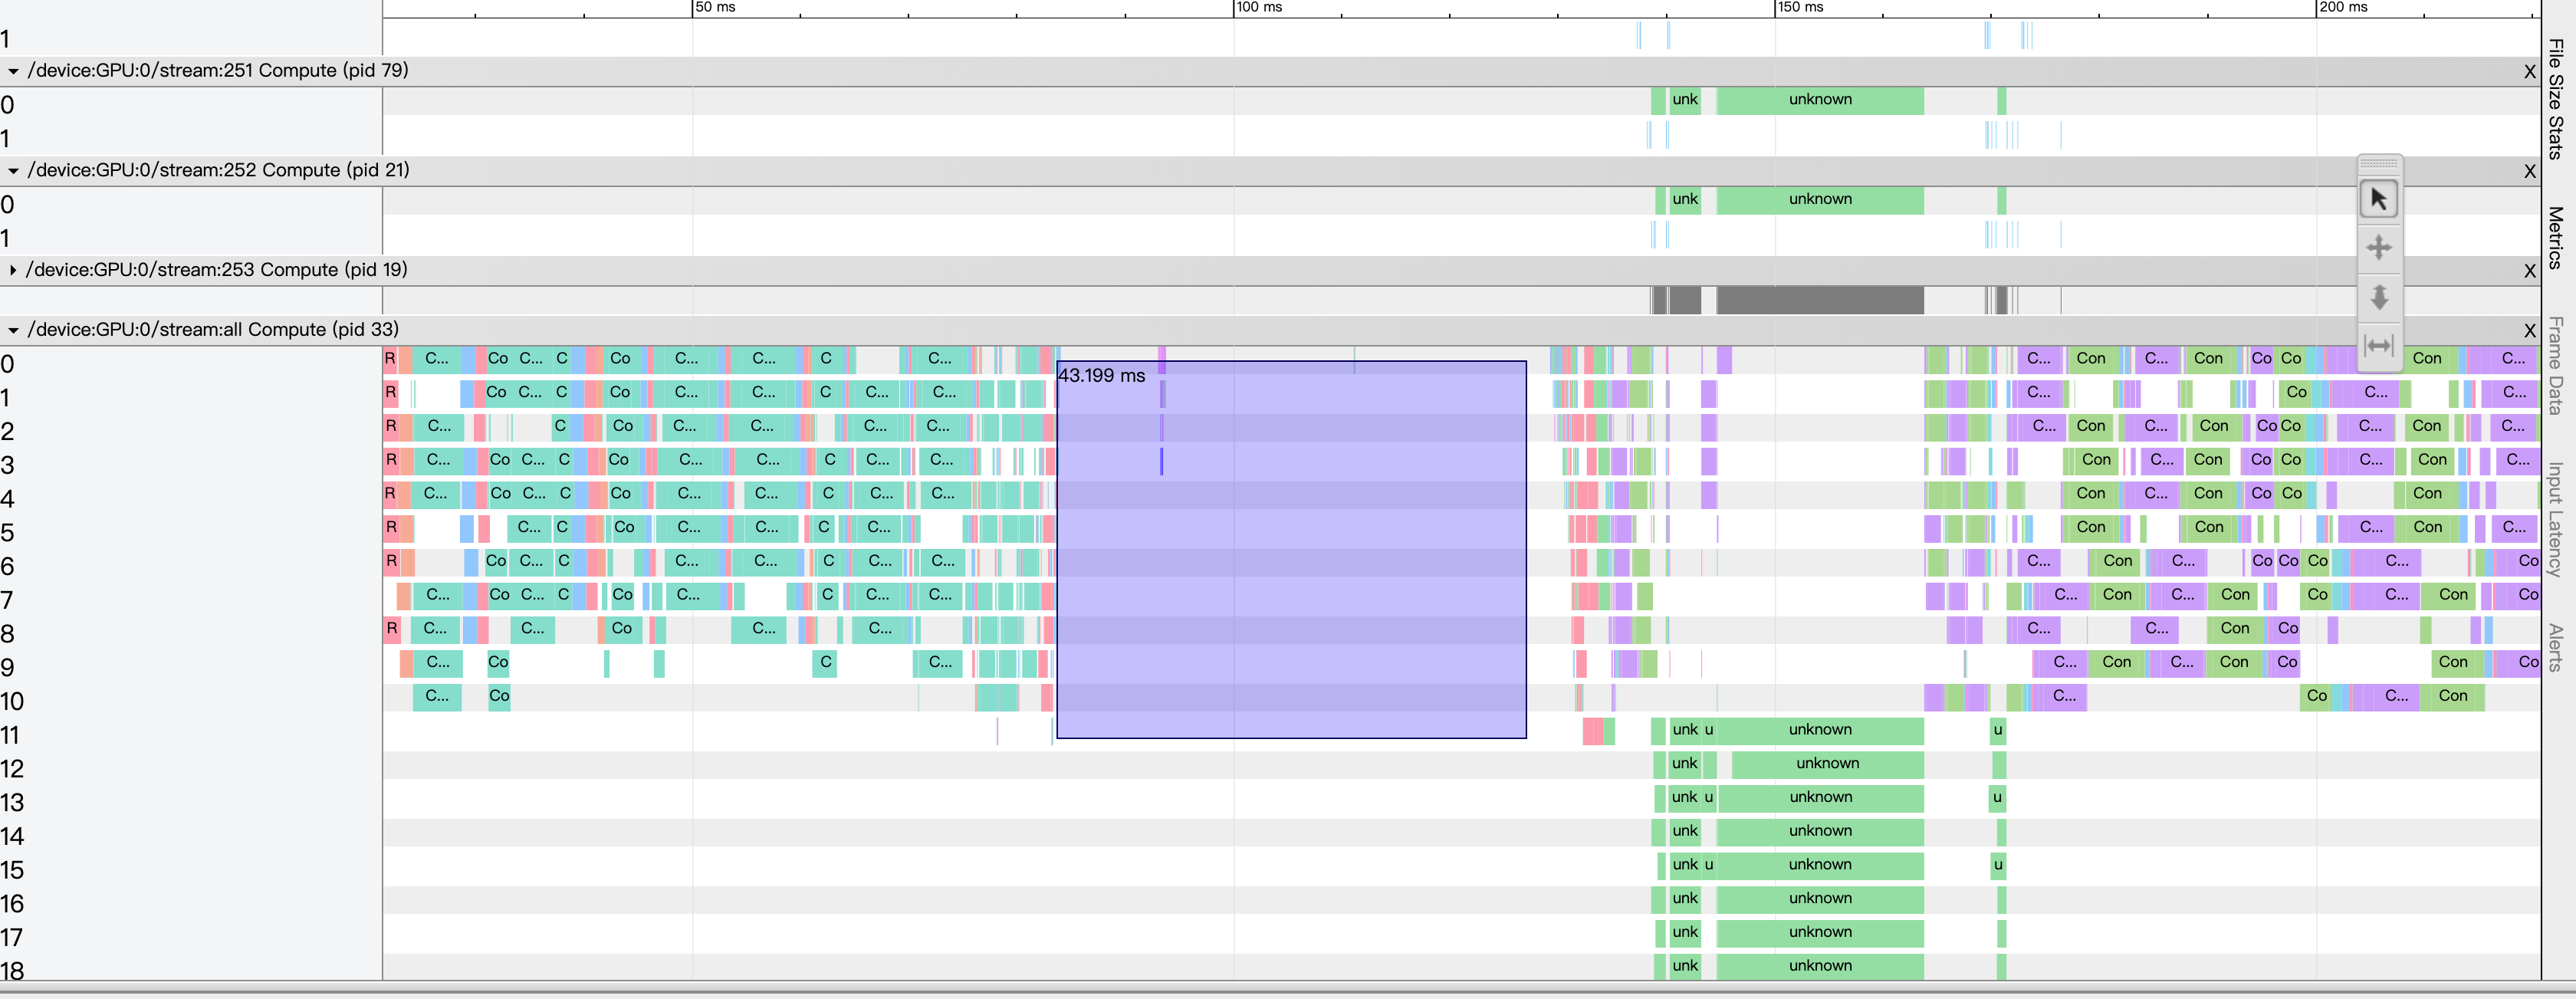 50 ms 100 ms 150 ms 200 ms
1
/device:GPU:0/stream:251 Compute (pid 79) X
0 unk unknown
1
/device:GPU:0/stream:252 Compute (pid 21) X
0 unk unknown
1
/device:GPU:0/stream:253 Compute (pid 19) X
/device:GPU:0/stream:all Compute (pid 33) X
0 R C... Co C... C Co C... C... C C... C... Con C... Con Co Co Con C...
43.199 ms
1 R Co C... C Co C... C... C C... C... C... Co C... C...
2 R C... C Co C... C... C... C... C... Con C... Con Co Co C... Con C...
3 R C... Co C... C Co C... C... C C... C... Con C... Con Co Co C... Con C...
4 R C... Co C... C Co C... C... C C... C... Con C... Con Co Co Con
5 R C... C Co C... C... C C... Con Con C... Con C...
6 R Co C... C C... C... C C... C... C... Con C... Co Co Co C... Co
7 C... Co C... C Co C... C C... C... C... Con C... Con Co C... Con Co
8 R C... C... Co C... C... C... C... Con Co
9 C... Co C C... C... Con C... Con Co Con Co
10 C... Co C... Co C... Con
11 unk u unknown u
12 unk unknown
13 unk u unknown u
14 unk unknown
15 unk u unknown u
16 unk unknown
17 unk unknown
18 unk unknown
File Size Stats
Metrics
Frame Data
Input Latency
Alerts